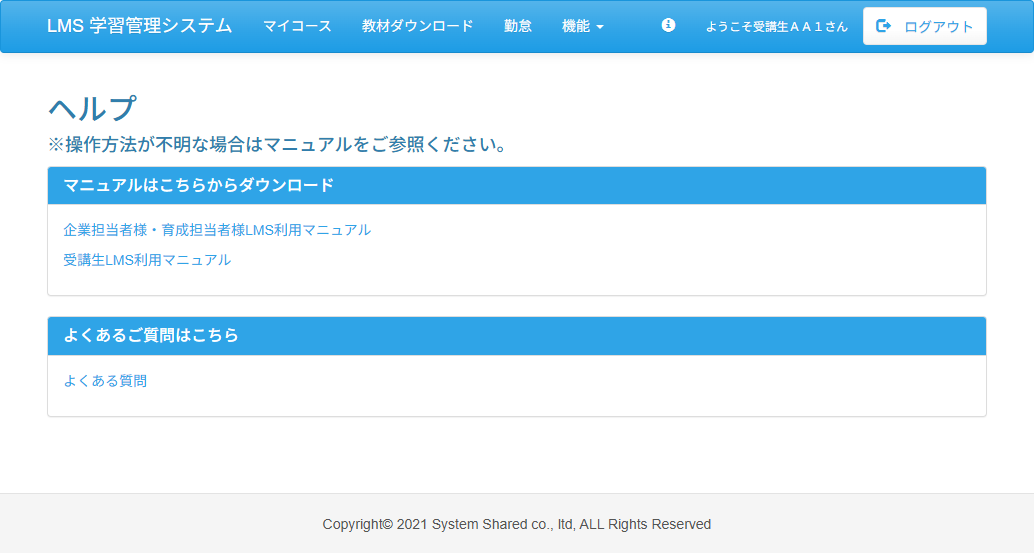 LMS 学習管理システム マイコース 教材ダウンロード 勤怠 機能 ようこそ受講生ＡＡ１さん ログアウト
ヘルプ
※操作方法が不明な場合はマニュアルをご参照ください。
マニュアルはこちらからダウンロード
企業担当者様・育成担当者様LMS利用マニュアル
受講生LMS利用マニュアル
よくあるご質問はこちら
よくある質問
Copyright© 2021 System Shared co., ltd, ALL Rights Reserved